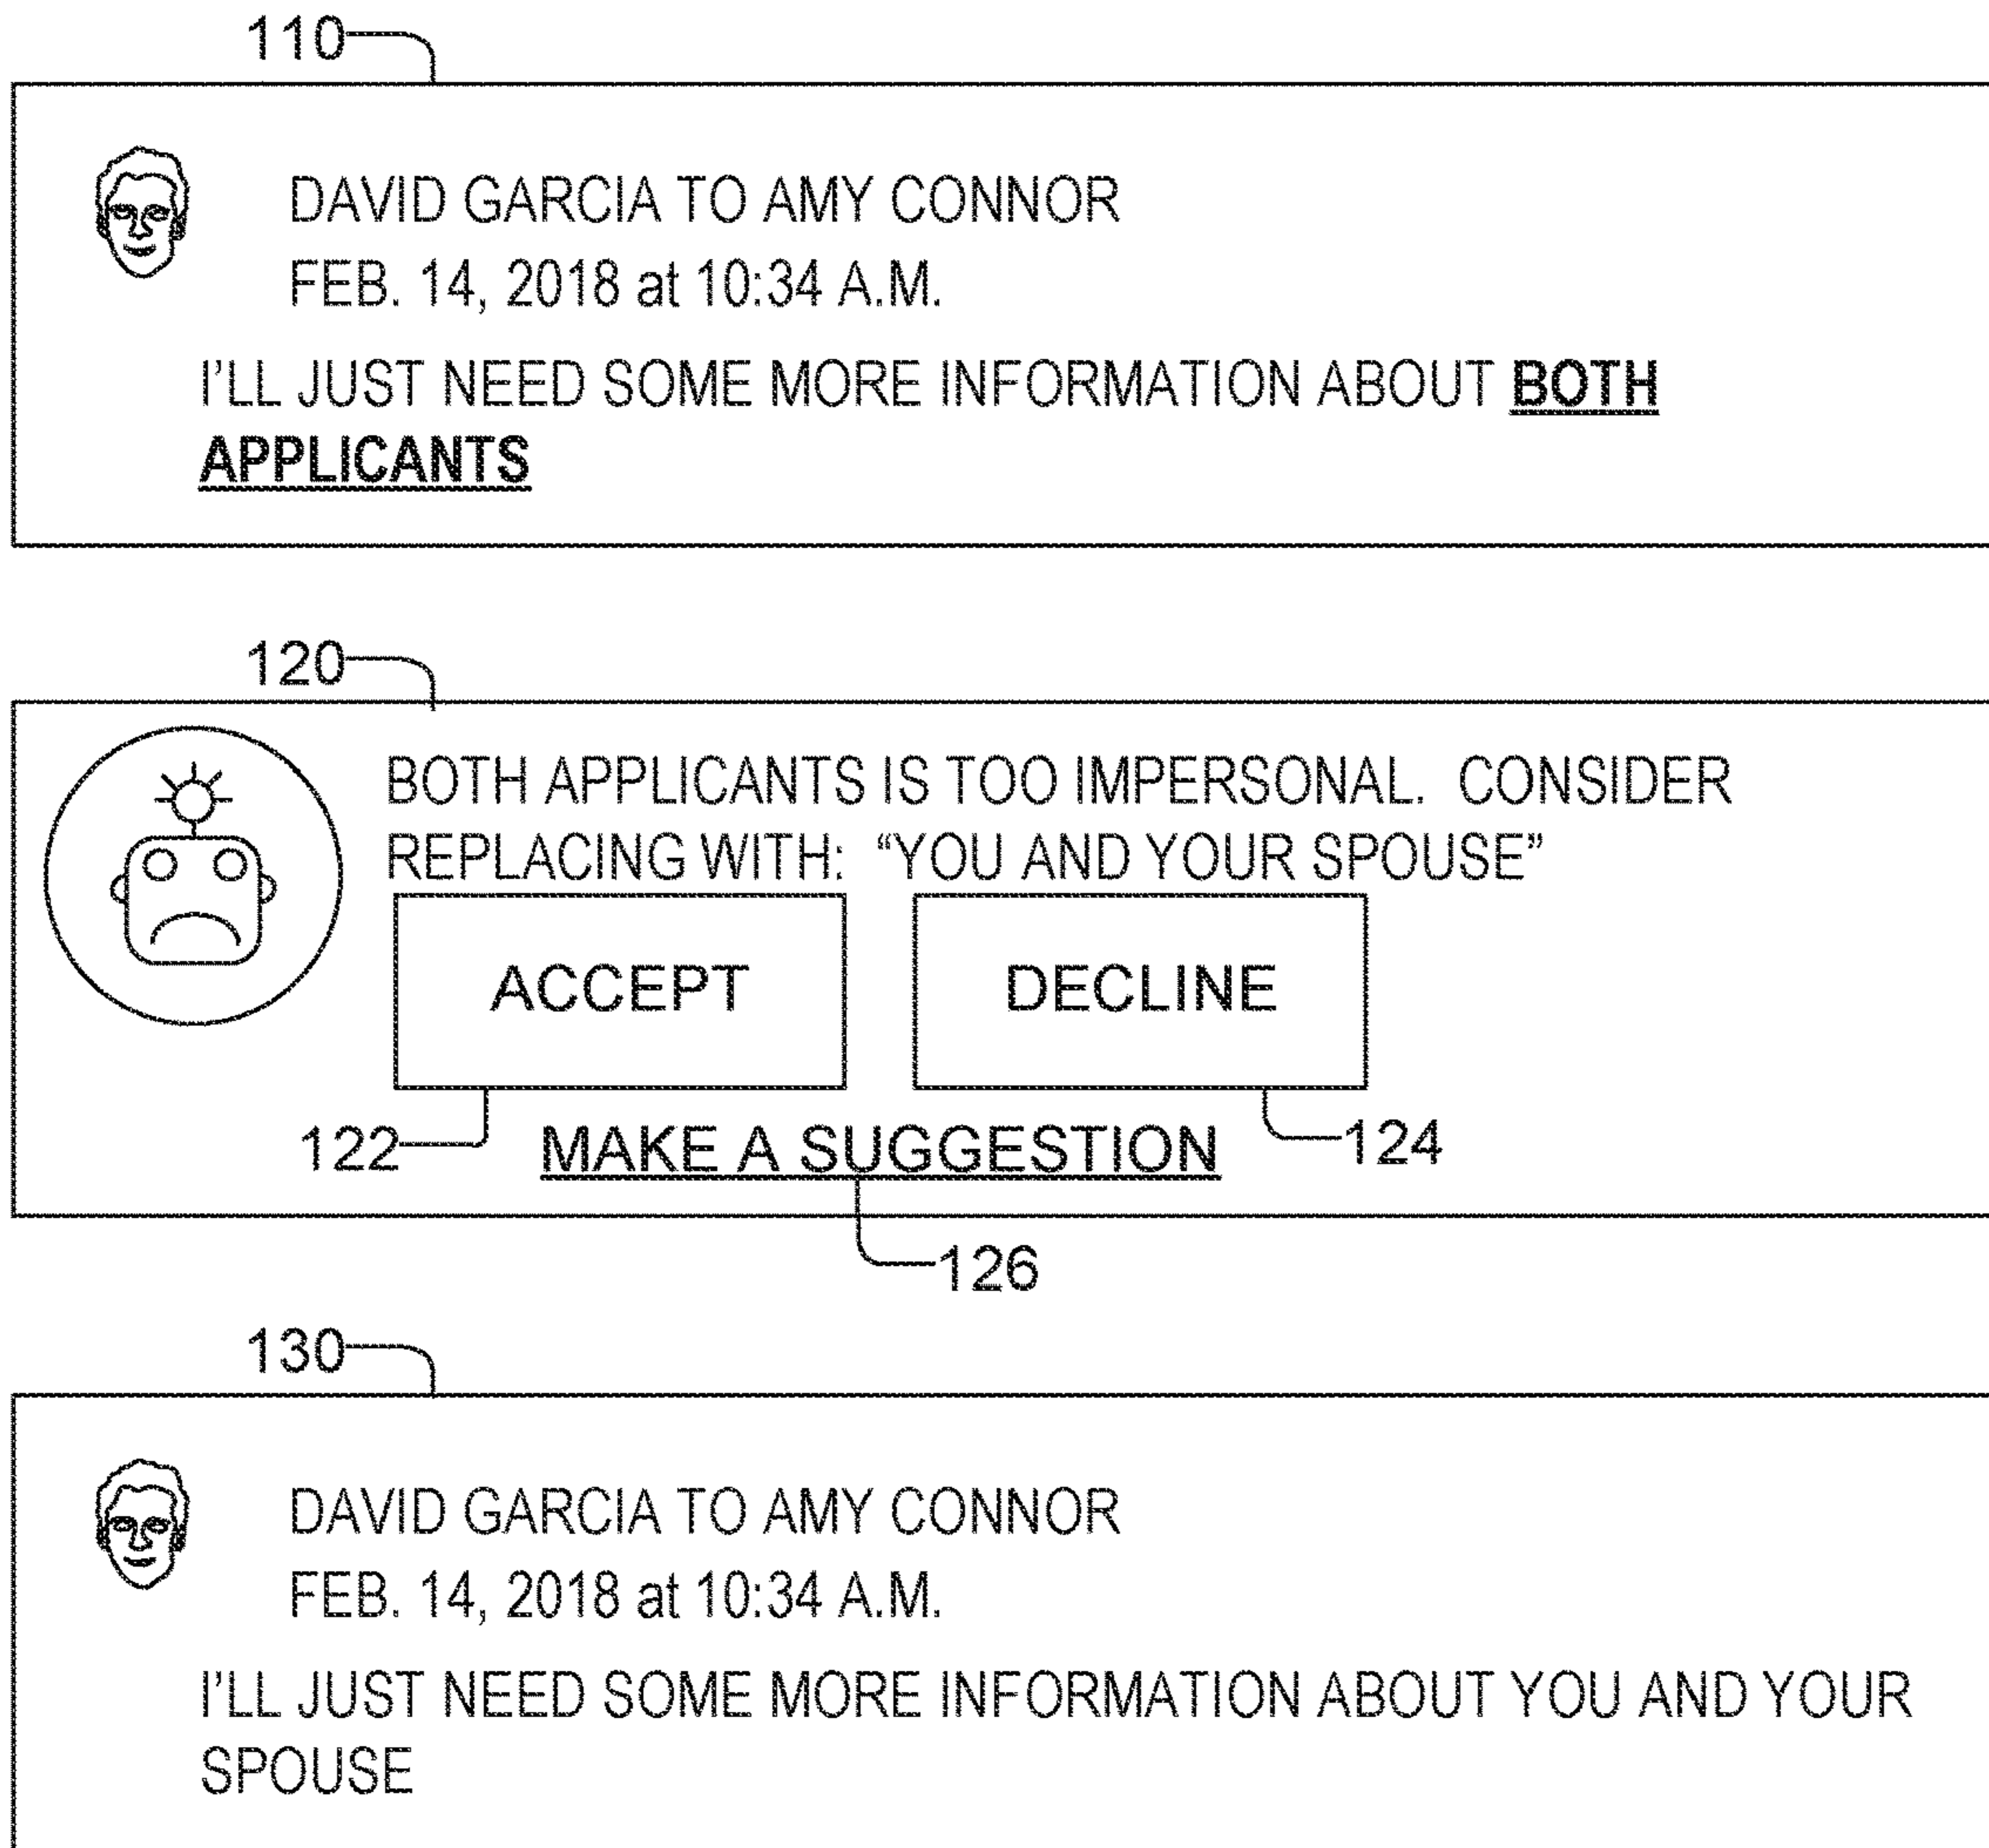 110
DAVID GARCIA TO AMY CONNOR
FEB. 14, 2018 at 10:34 A.M.
I’LL JUST NEED SOME MORE INFORMATION ABOUT BOTH
APPLICANTS
120
BOTH APPLICANTS IS TOO IMPERSONAL. CONSIDER
REPLACING WITH: “YOU AND YOUR SPOUSE”
ACCEPT DECLINE
122 MAKE A SUGGESTION 124
126
130
DAVID GARCIA TO AMY CONNOR
FEB. 14, 2018 at 10:34 A.M.
I’LL JUST NEED SOME MORE INFORMATION ABOUT YOU AND YOUR
SPOUSE